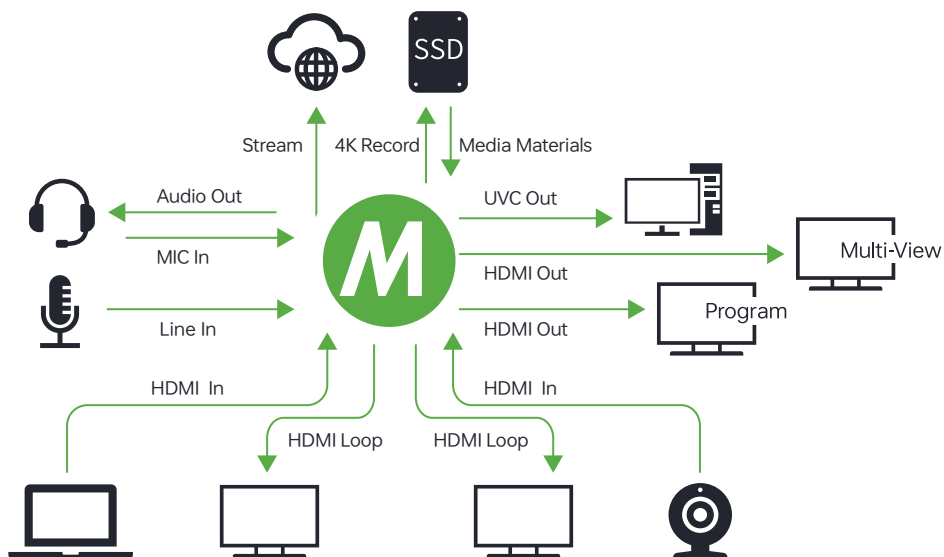 SSD
Stream
4K Record
Media Materials
Audio Out
UVC Out
MIC In
HDMI Out
Multi-View
M
Program
Line In
HDMI Out
HDMI In
HDMI In
HDMI Loop
HDMI Loop